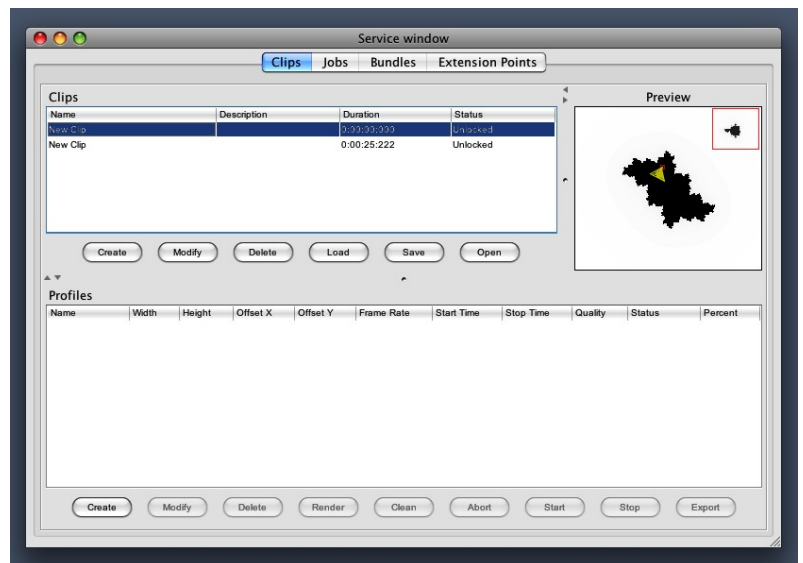 Service window
Clips Jobs Bundles Extension Points
Clips
Preview
Name Description Duration Status
New Clip 0:00:00:000 Unlocked
New Clip 0:00:25:222 Unlocked
Create Modify Delete Load Save Open
Profiles
Name Width Height Offset X Offset Y Frame Rate Start Time Stop Time Quality Status Percent
Create Modify Delete Render Clean Abort Start Stop Export